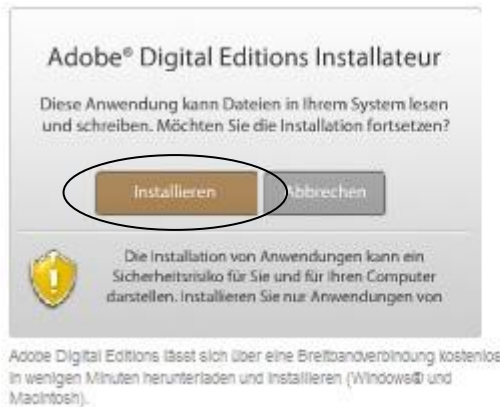 Adobe® Digital Editions Installateur
Diese Anwendung kann Dateien in Ihrem System lesen
und schreiben. Möchten Sie die Installation fortsetzen?
Installieren Abbrechen
Die Installation von Anwendungen kann ein
Sicherheitsrisiko für Sie und für Ihren Computer
darstellen. Installieren Sie nur Anwendungen von
Adobe Digital Editions lässt sich über eine Breitbandverbindung kostenlos
in wenigen Minuten herunterladen und installieren (Windows® und
Macintosh).